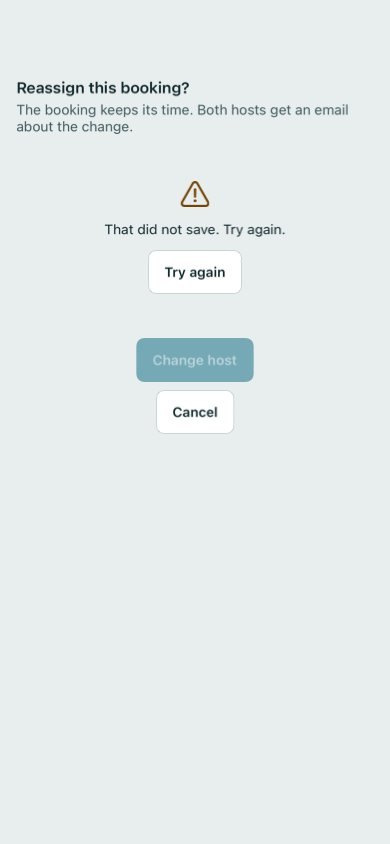 Reassign this booking?
The booking keeps its time. Both hosts get an email
about the change.
That did not save. Try again.
Try again
Change host
Cancel